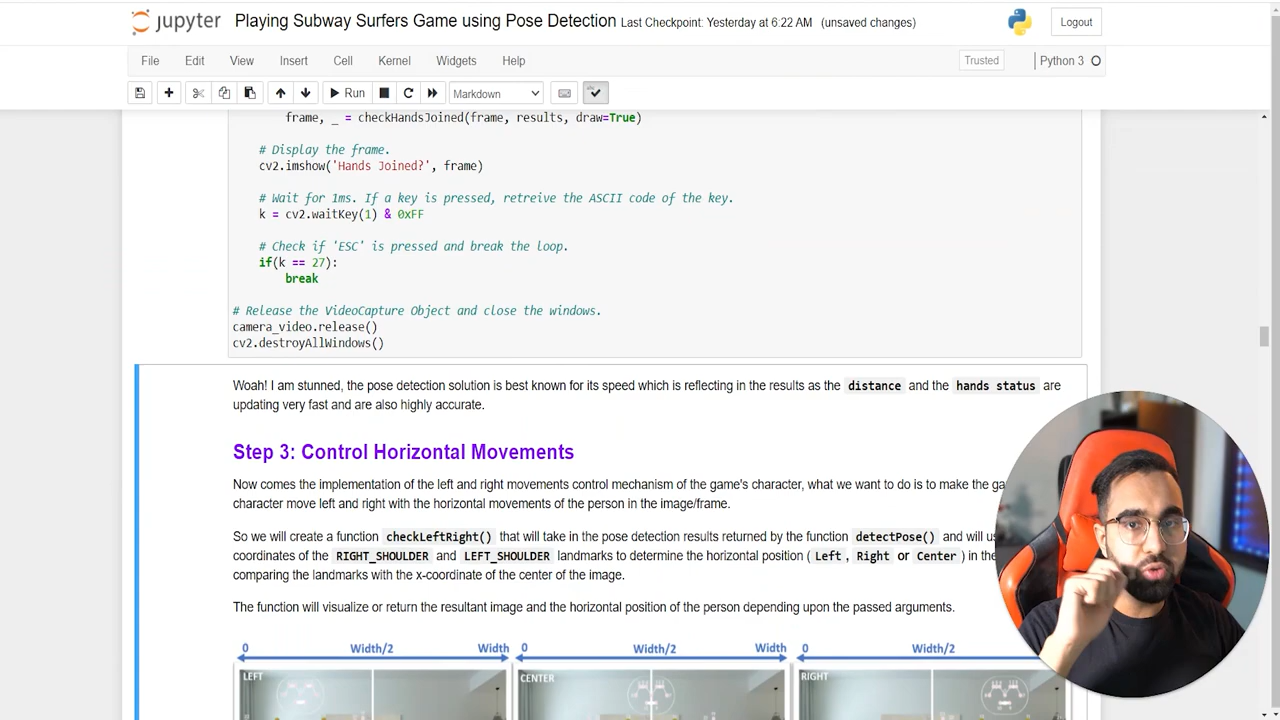 jupyter Playing Subway Surfers Game using Pose Detection Last Checkpoint: Yesterday at 6:22 AM (unsaved changes) Logout
File Edit View Insert Cell Kernel Widgets Help Trusted Python 3
Run Markdown
frame, _ = checkHandsJoined(frame, results, draw=True)
# Display the frame.
cv2.imshow('Hands Joined?', frame)
# Wait for 1ms. If a key is pressed, retreive the ASCII code of the key.
k = cv2.waitKey(1) & 0xFF
# Check if 'ESC' is pressed and break the loop.
if(k == 27):
break
# Release the VideoCapture Object and close the windows.
camera_video.release()
cv2.destroyAllWindows()
Woah! I am stunned, the pose detection solution is best known for its speed which is reflecting in the results as the distance and the hands status are
updating very fast and are also highly accurate.
Step 3: Control Horizontal Movements
Now comes the implementation of the left and right movements control mechanism of the game's character, what we want to do is to make the
character move left and right with the horizontal movements of the person in the image/frame.
So we will create a function checkLeftRight() that will take in the pose detection results returned by the function detectPose() and will
coordinates of the RIGHT_SHOULDER and LEFT_SHOULDER landmarks to determine the horizontal position ( Left , Right or Center ) in the
comparing the landmarks with the x-coordinate of the center of the image.
The function will visualize or return the resultant image and the horizontal position of the person depending upon the passed arguments.
0 Width/2 Width 0 Width/2 Width 0 Width/2
LEFT CENTER RIGHT